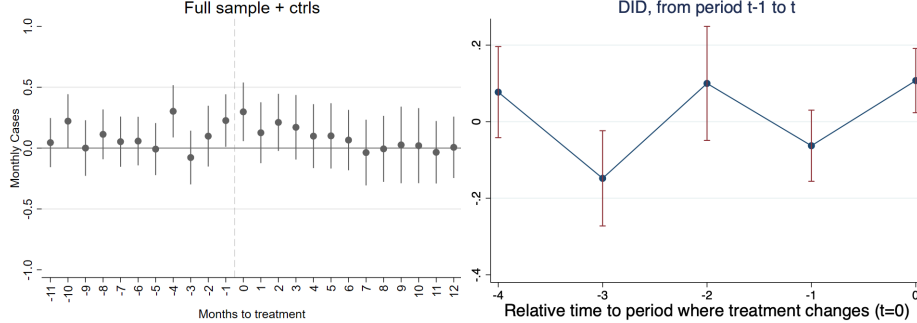 Full sample + ctrls
1.0
0.5
0.0
-0.5
-1.0
Monthly Cases
-11 -10 -9 -8 -7 -6 -5 -4 -3 -2 -1 0 1 2 3 4 5 6 7 8 9 10 11 12
Months to treatment
DID, from period t-1 to t
.2
0
-.2
-.4
-4 -3 -2 -1 0
Relative time to period where treatment changes (t=0)